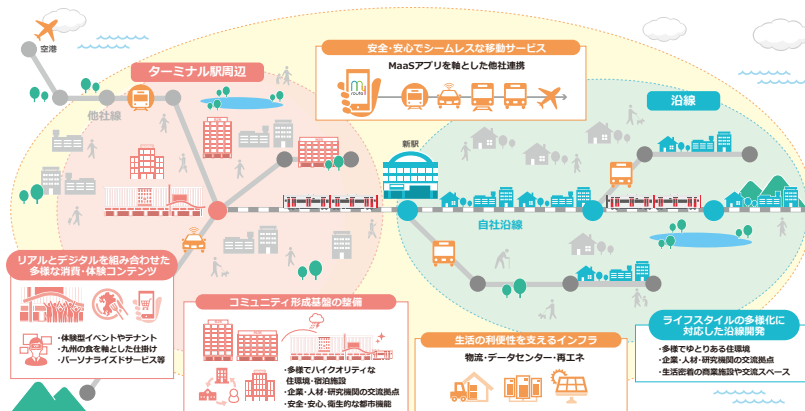 空港
ターミナル駅周辺
他社線
安全・安心でシームレスな移動サービス
MaaSアプリを軸とした他社連携
my
route
沿線
新駅
自社沿線
リアルとデジタルを組み合わせた
多様な消費・体験コンテンツ
・体験型イベントやテナント
・九州の食を軸とした仕掛け
・パーソナライズドサービス等
コミュニティ形成基盤の整備
・多様でハイクオリティな
住環境・宿泊施設
・企業・人材・研究機関の交流拠点
・安全・安心、衛生的な都市機能
生活の利便性を支えるインフラ
物流・データセンター・再エネ
ライフスタイルの多様化に
対応した沿線開発
・多様でゆとりある住環境
・企業・人材・研究機関の交流拠点
・生活密着の商業施設や交流スペース